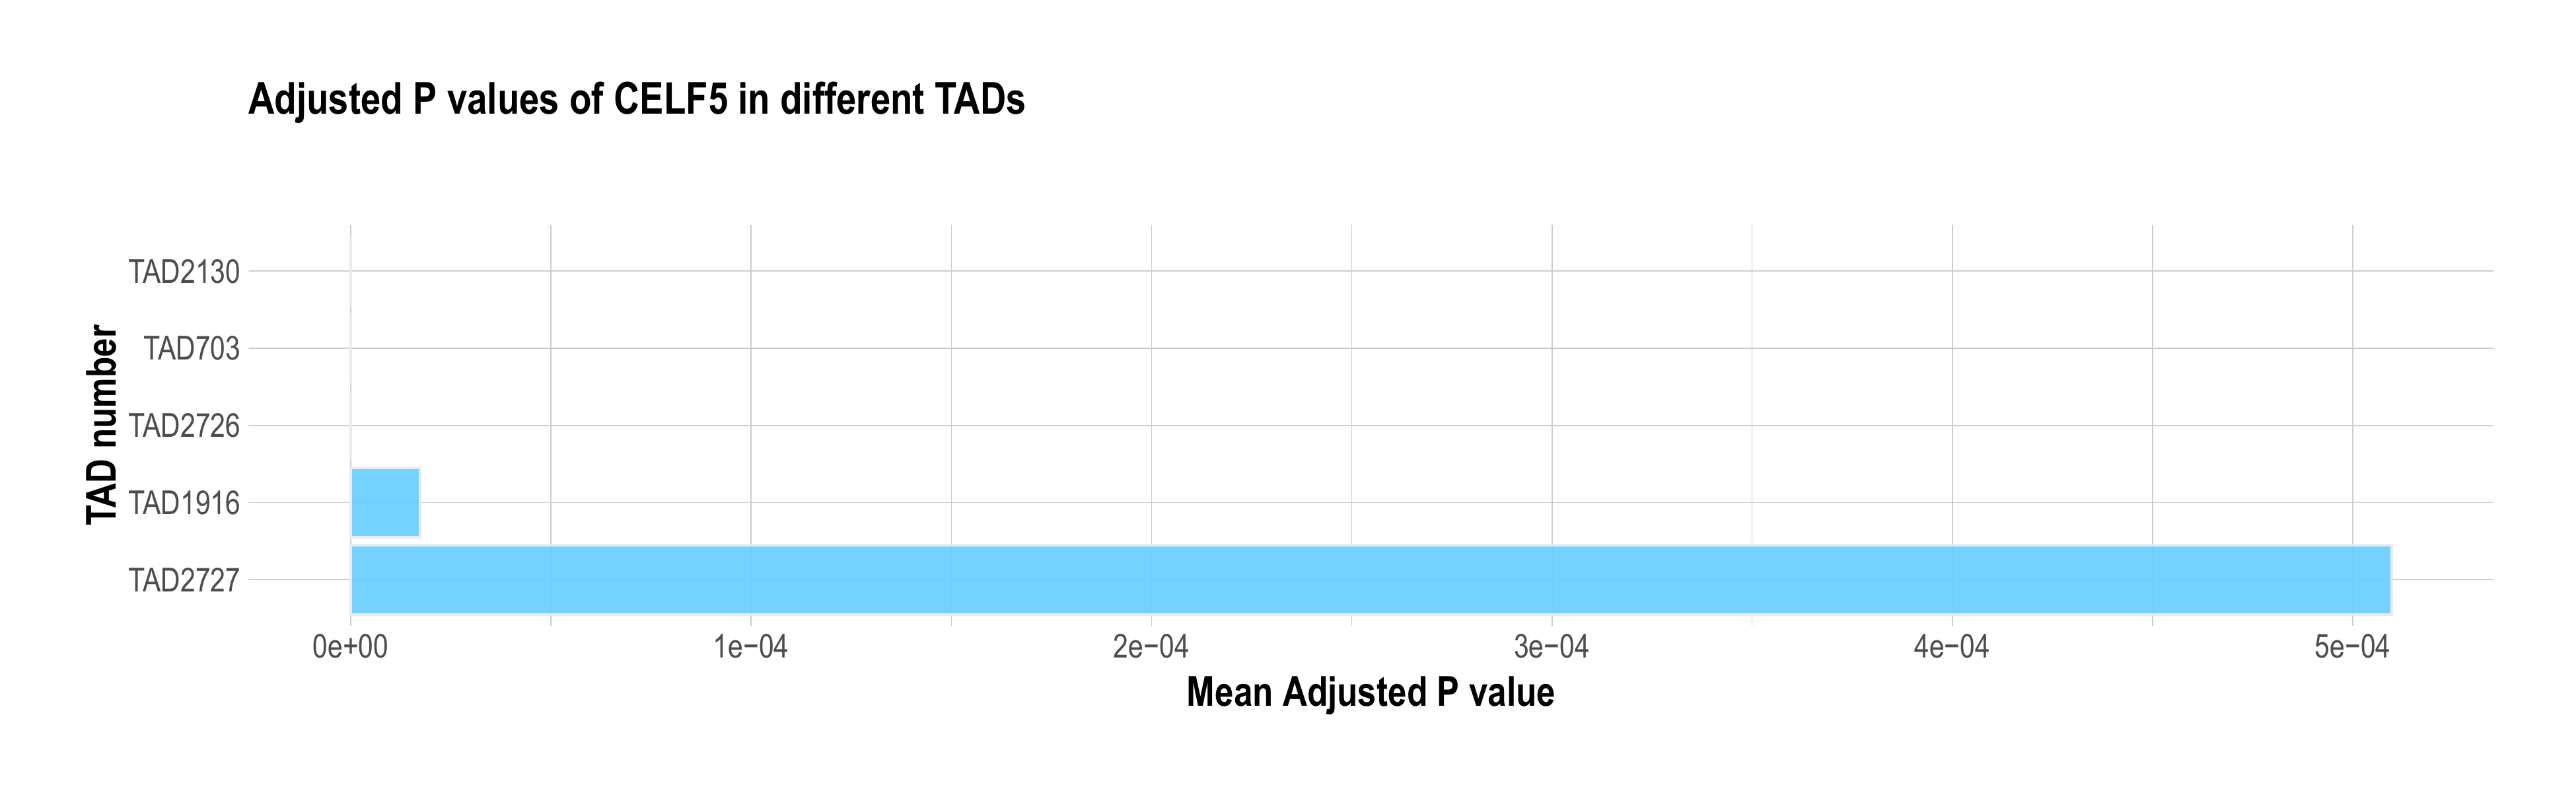 Adjusted P values of CELF5 in different TADs
TAD number
TAD2130
TAD703
TAD2726
TAD1916
TAD2727
0e+00 1e−04 2e−04 3e−04 4e−04 5e−04
Mean Adjusted P value